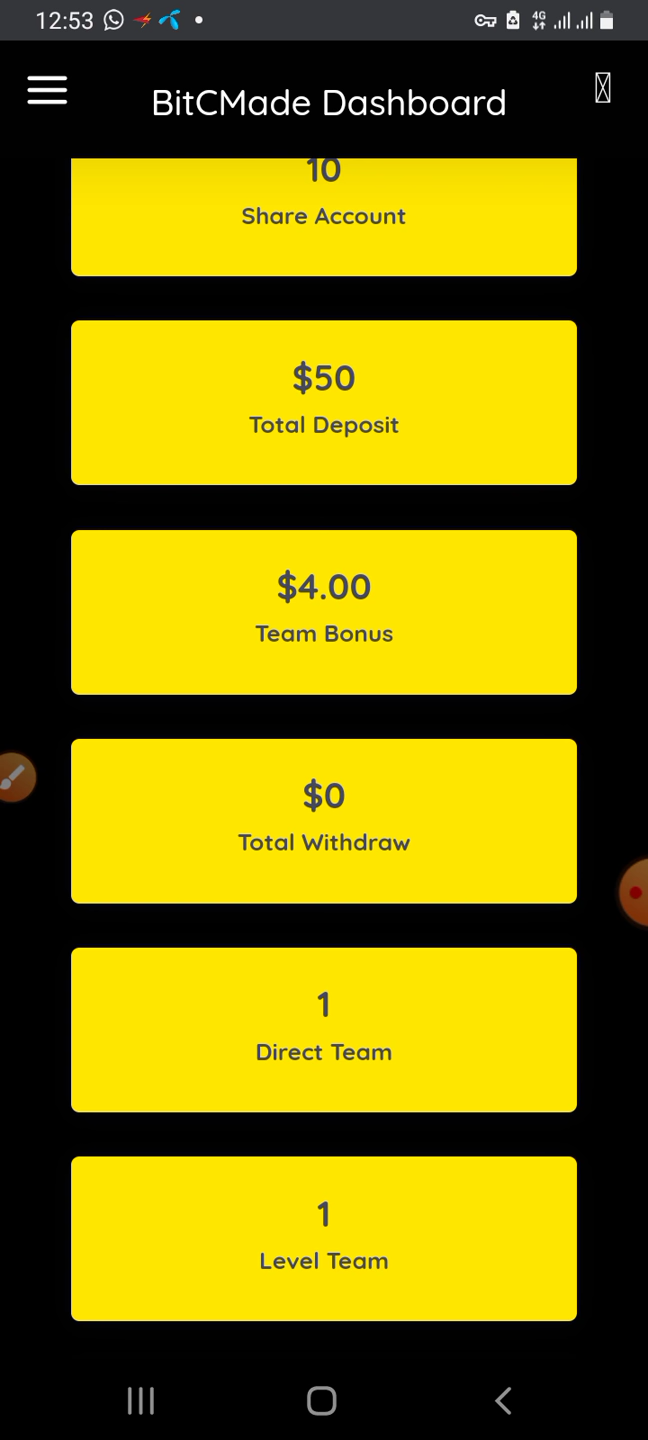 12:53
4G
BitCMade Dashboard
10
Share Account
$50
Total Deposit
$4.00
Team Bonus
$0
Total Withdraw
1
Direct Team
1
Level Team